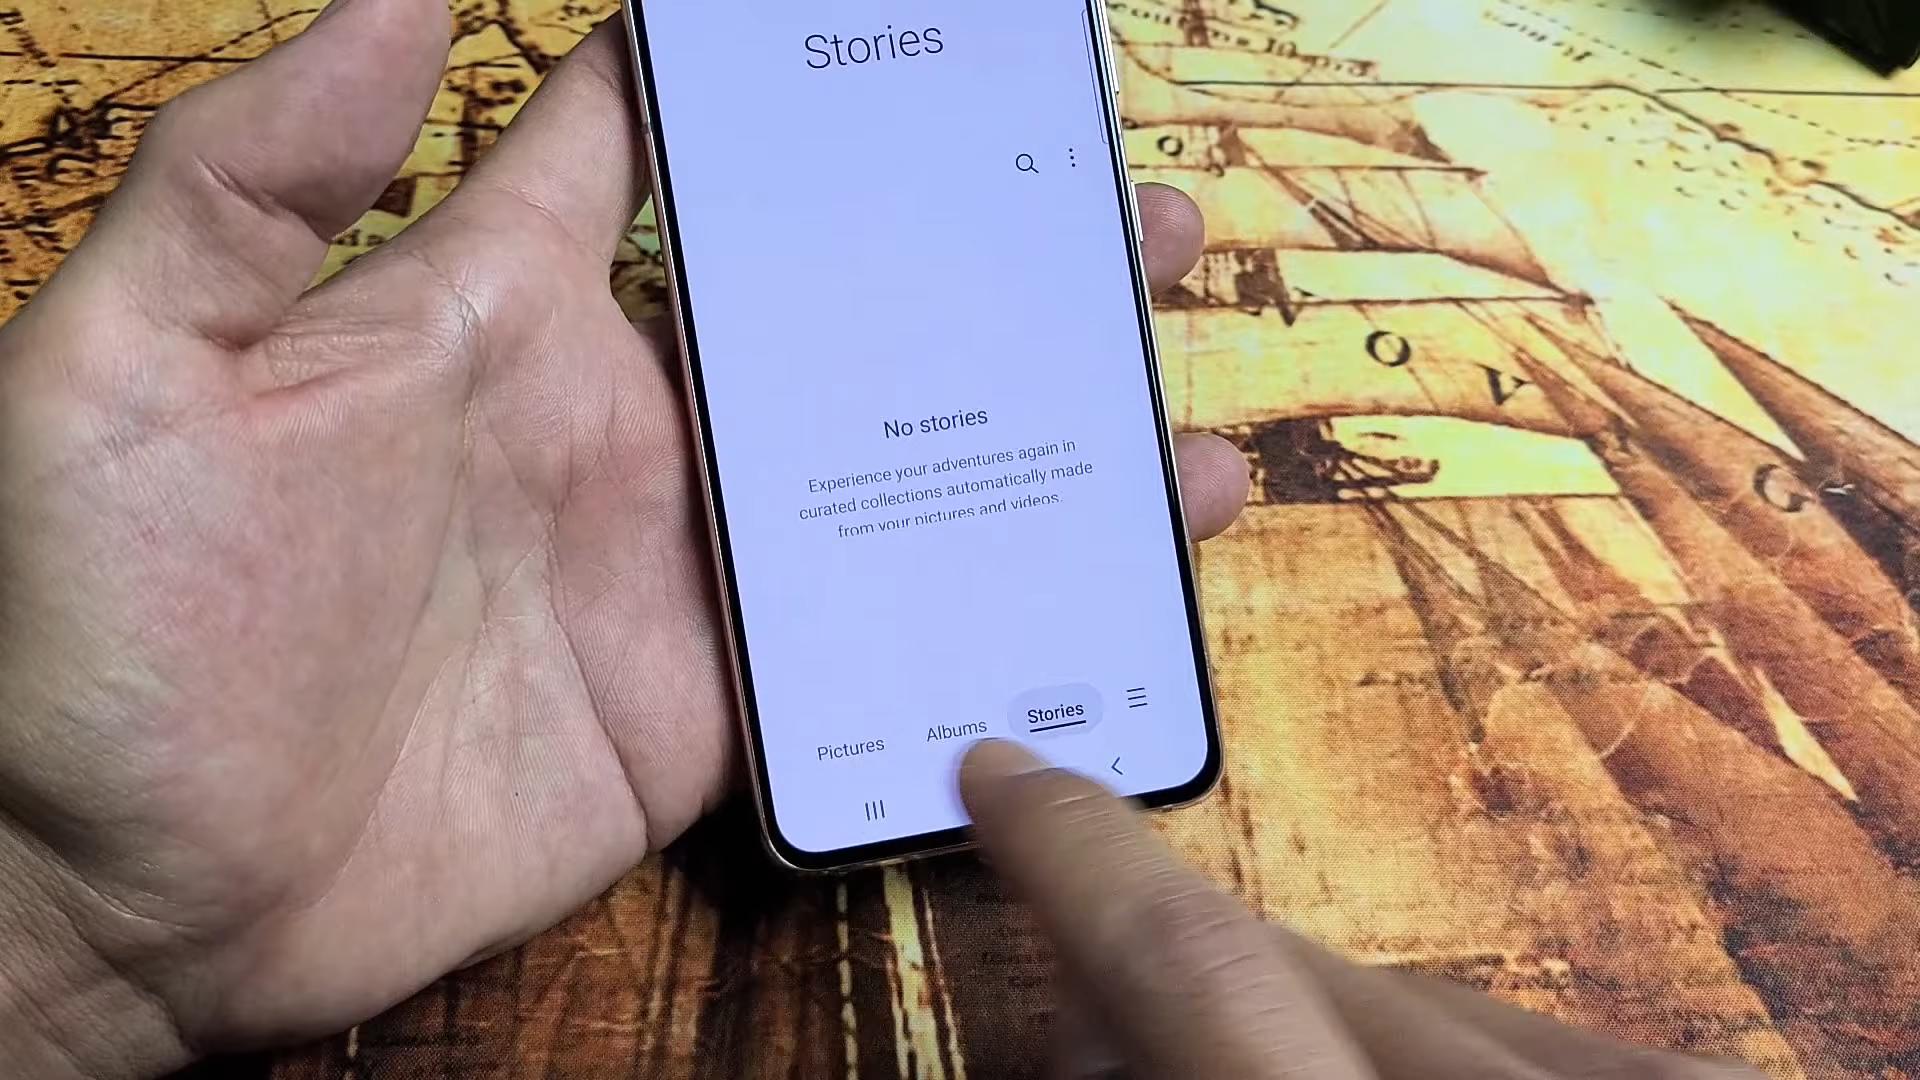 Stories
No stories
Experience your adventures again in
curated collections automatically made
from your pictures and videos.
Pictures Albums Stories
O
O V
G